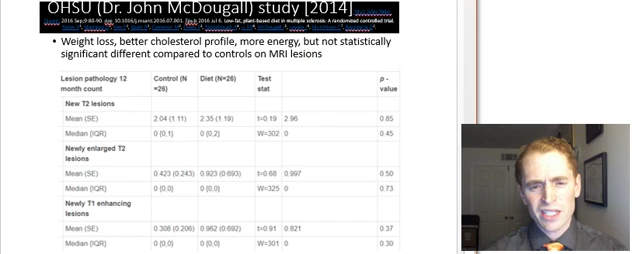 OHSU (Dr. John McDougall) study [2014]
2016 Sep;9:80-90. doi: 10.1016/j.msard.2016.07.001. Epub 2016 Jul 6. Low-fat, plant-based diet in multiple sclerosis: A randomized controlled trial.
• Weight loss, better cholesterol profile, more energy, but not statistically
significant different compared to controls on MRI lesions
Lesion pathology 12 month count Control (N =26) Diet (N=26) Test stat p - value
New T2 lesions
Mean (SE) 2.04 (1.11) 2.35 (1.19) t=0.19 2.96 0.85
Median (IQR) 0 (0,1) 0 (0,2) W=302 0 0.45
Newly enlarged T2 lesions
Mean (SE) 0.423 (0.243) 0.923 (0.693) t=0.68 0.997 0.50
Median (IQR) 0 (0,0) 0 (0,0) W=325 0 0.73
Newly T1 enhancing lesions
Mean (SE) 0.308 (0.206) 0.962 (0.692) t=0.91 0.821 0.37
Median (IQR) 0 (0,0) 0 (0,0) W=301 0 0.30